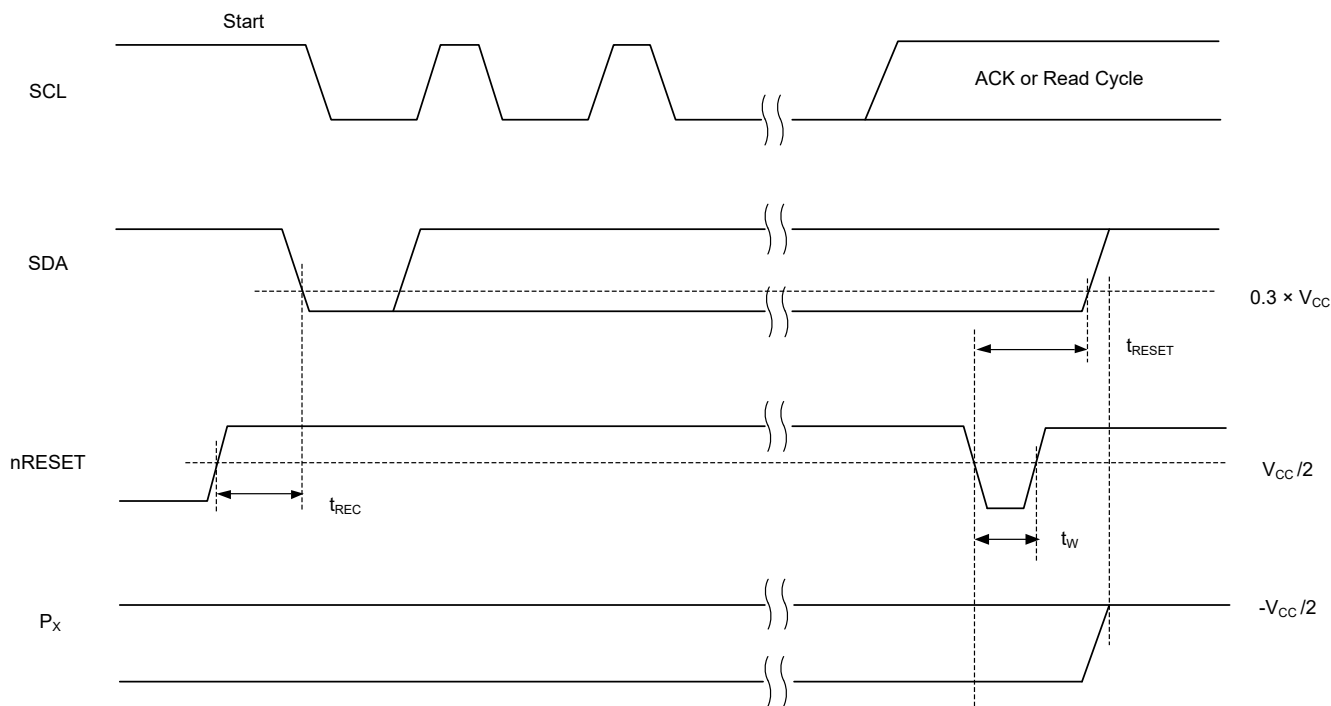 Start
SCL
ACK or Read Cycle
SDA
0.3 × VCC
tRESET
nRESET
VCC /2
tREC
tW
PX
-VCC /2